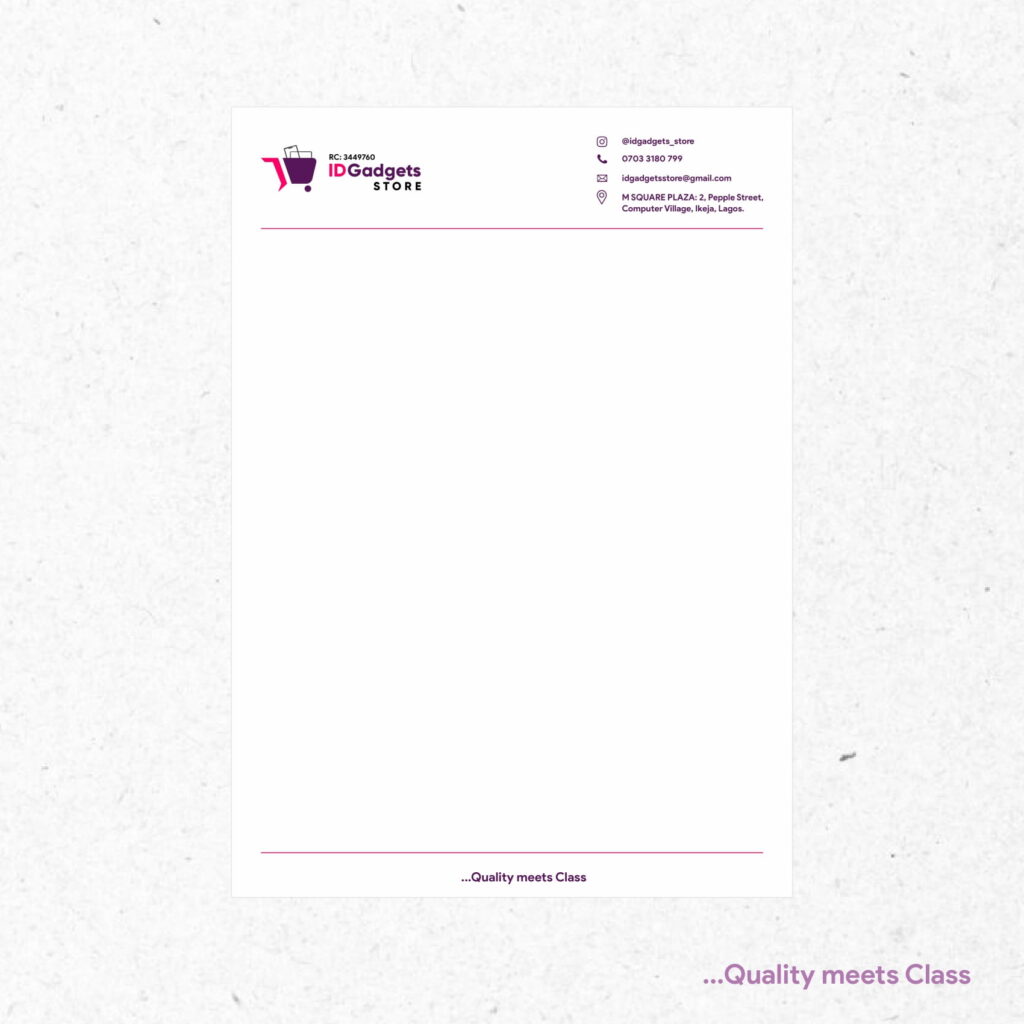 RC: 3449760
IDGadgets
STORE
@idgadgets_store
0703 3180 799
idgadgetsstore@gmail.com
M SQUARE PLAZA: 2, Pepple Street,
Computer Village, Ikeja, Lagos.
...Quality meets Class
...Quality meets Class